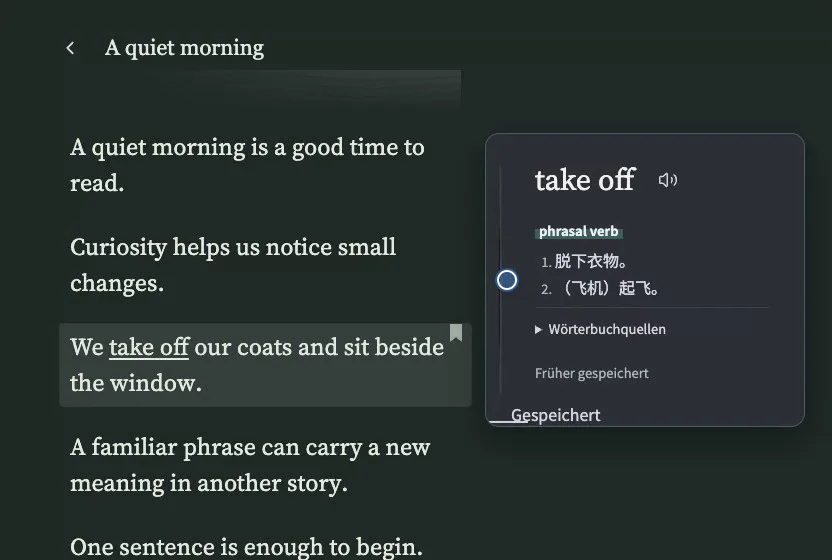 A quiet morning
A quiet morning is a good time to
read.
Curiosity helps us notice small
changes.
We take off our coats and sit beside
the window.
A familiar phrase can carry a new
meaning in another story.
One sentence is enough to begin.
take off
phrasal verb
1. 脱下衣物。
2. （飞机）起飞。
Wörterbuchquellen
Früher gespeichert
Gespeichert